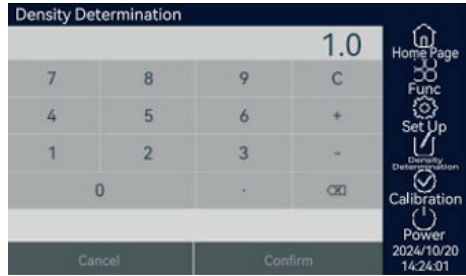 Density Determination
1.0
7 8 9 C
4 5 6 +
1 2 3 -
0 . ⌫
Cancel Confirm
Home Page
Func
Set Up
Density
Determination
Calibration
Power
2024/10/20
14:24:01